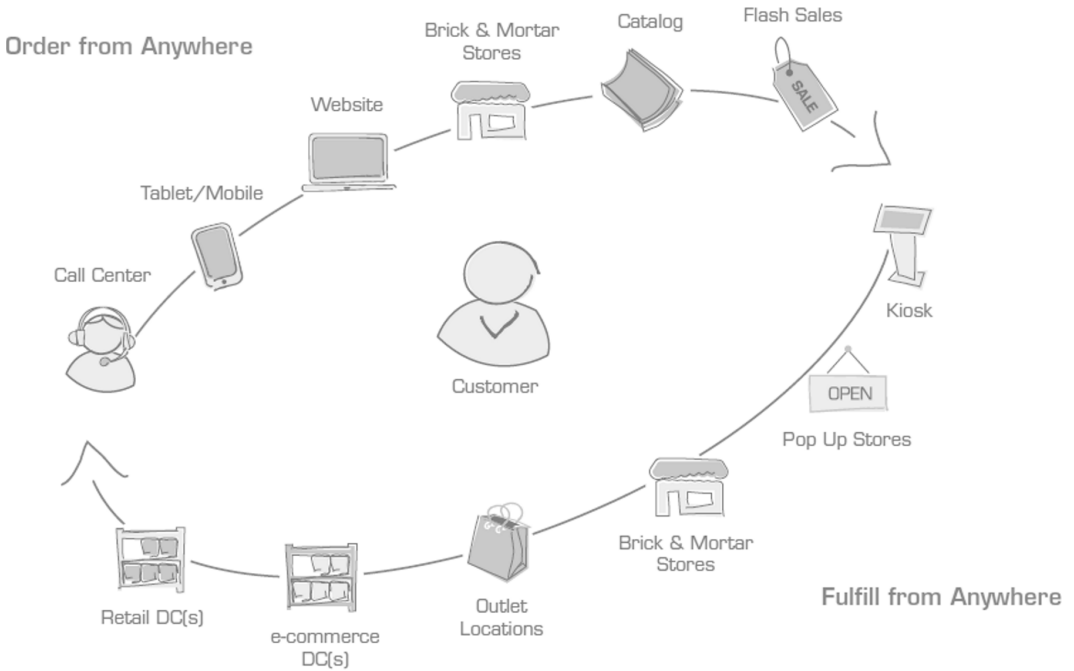 Order from Anywhere
Call Center
Tablet/Mobile
Website
Brick & Mortar
Stores
Catalog
Flash Sales
SALE
Kiosk
OPEN
Pop Up Stores
Customer
Brick & Mortar
Stores
Outlet
Locations
e-commerce
DC(s)
Retail DC(s)
Fulfill from Anywhere